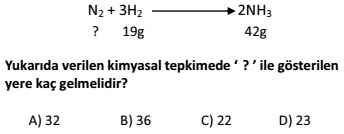 N₂ + 3H₂ ⟶ 2NH₃
? 19g 42g
Yukarıda verilen kimyasal tepkimede ‘ ? ’ ile gösterilen
yere kaç gelmelidir?
A) 32 B) 36 C) 22 D) 23